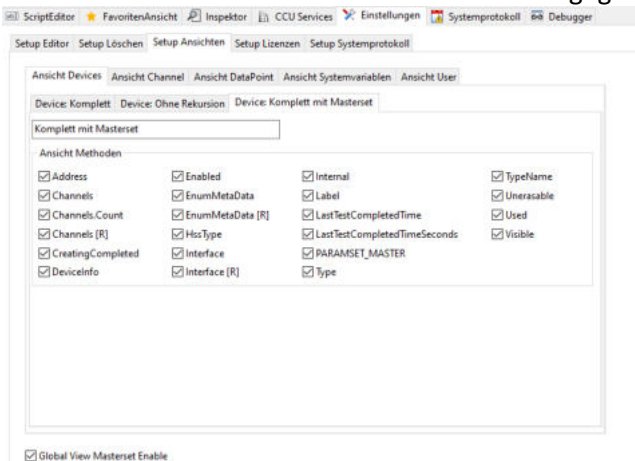 ScriptEditor FavoritenAnsicht Inspektor CCU Services Einstellungen Systemprotokoll Debugger
Setup Editor Setup Löschen Setup Ansichten Setup Lizenzen Setup Systemprotokoll
Ansicht Devices Ansicht Channel Ansicht DataPoint Ansicht Systemvariablen Ansicht User
Device: Komplett Device: Ohne Rekursion Device: Komplett mit Masterset
Komplett mit Masterset
Ansicht Methoden
Address Enabled Internal TypeName
Channels EnumMetaData Label Unerasable
Channels.Count EnumMetaData [R] LastTestCompletedTime Used
Channels [R] HssType LastTestCompletedTimeSeconds Visible
CreatingCompleted Interface PARAMSET_MASTER
DeviceInfo Interface [R] Type
Global View Masterset Enable